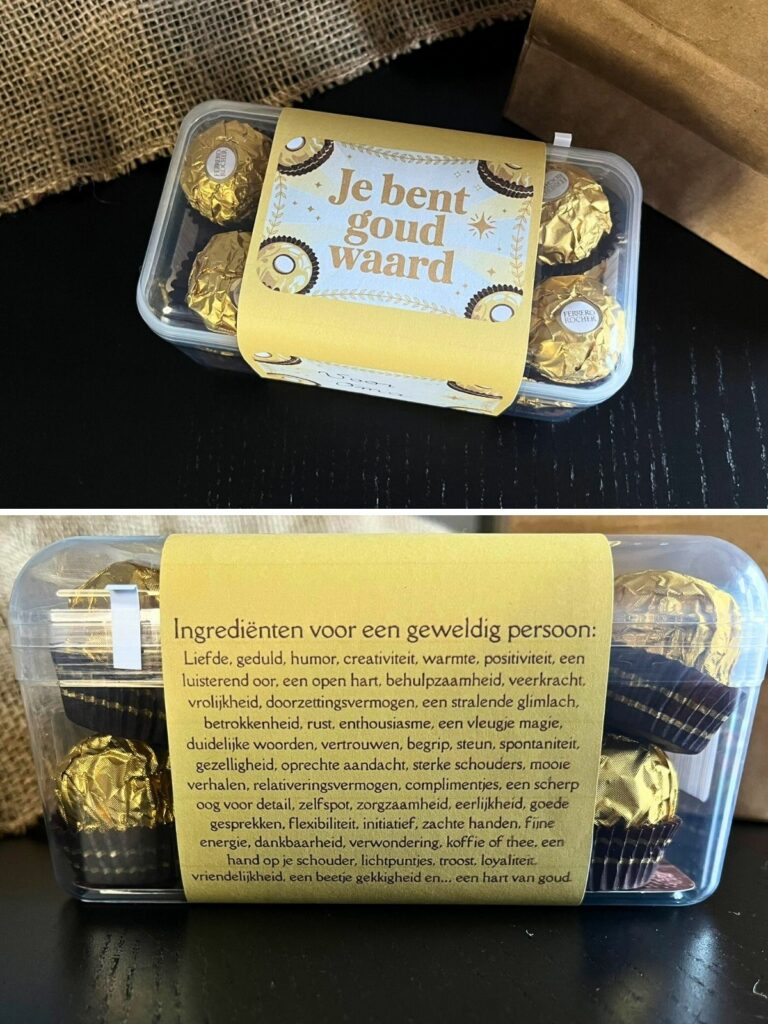 FERRERO
ROCHER
Je bent
goud
waard
FERRERO
ROCHER
Voor
Oma
Ingrediënten voor een geweldig persoon:
Liefde, geduld, humor, creativiteit, warmte, positiviteit, een
luisterend oor, een open hart, behulpzaamheid, veerkracht,
vrolijkheid, doorzettingsvermogen, een stralende glimlach,
betrokkenheid, rust, enthousiasme, een vleugje magie,
duidelijke woorden, vertrouwen, begrip, steun, spontaniteit,
gezelligheid, oprechte aandacht, sterke schouders, mooie
verhalen, relativeringsvermogen, complimentjes, een scherp
oog voor detail, zelfspot, zorgzaamheid, eerlijkheid, goede
gesprekken, flexibiliteit, initiatief, zachte handen, fijne
energie, dankbaarheid, verwondering, koffie of thee, een
hand op je schouder, lichtpuntjes, troost, loyaliteit,
vriendelijkheid, een beetje gekkigheid en... een hart van goud.